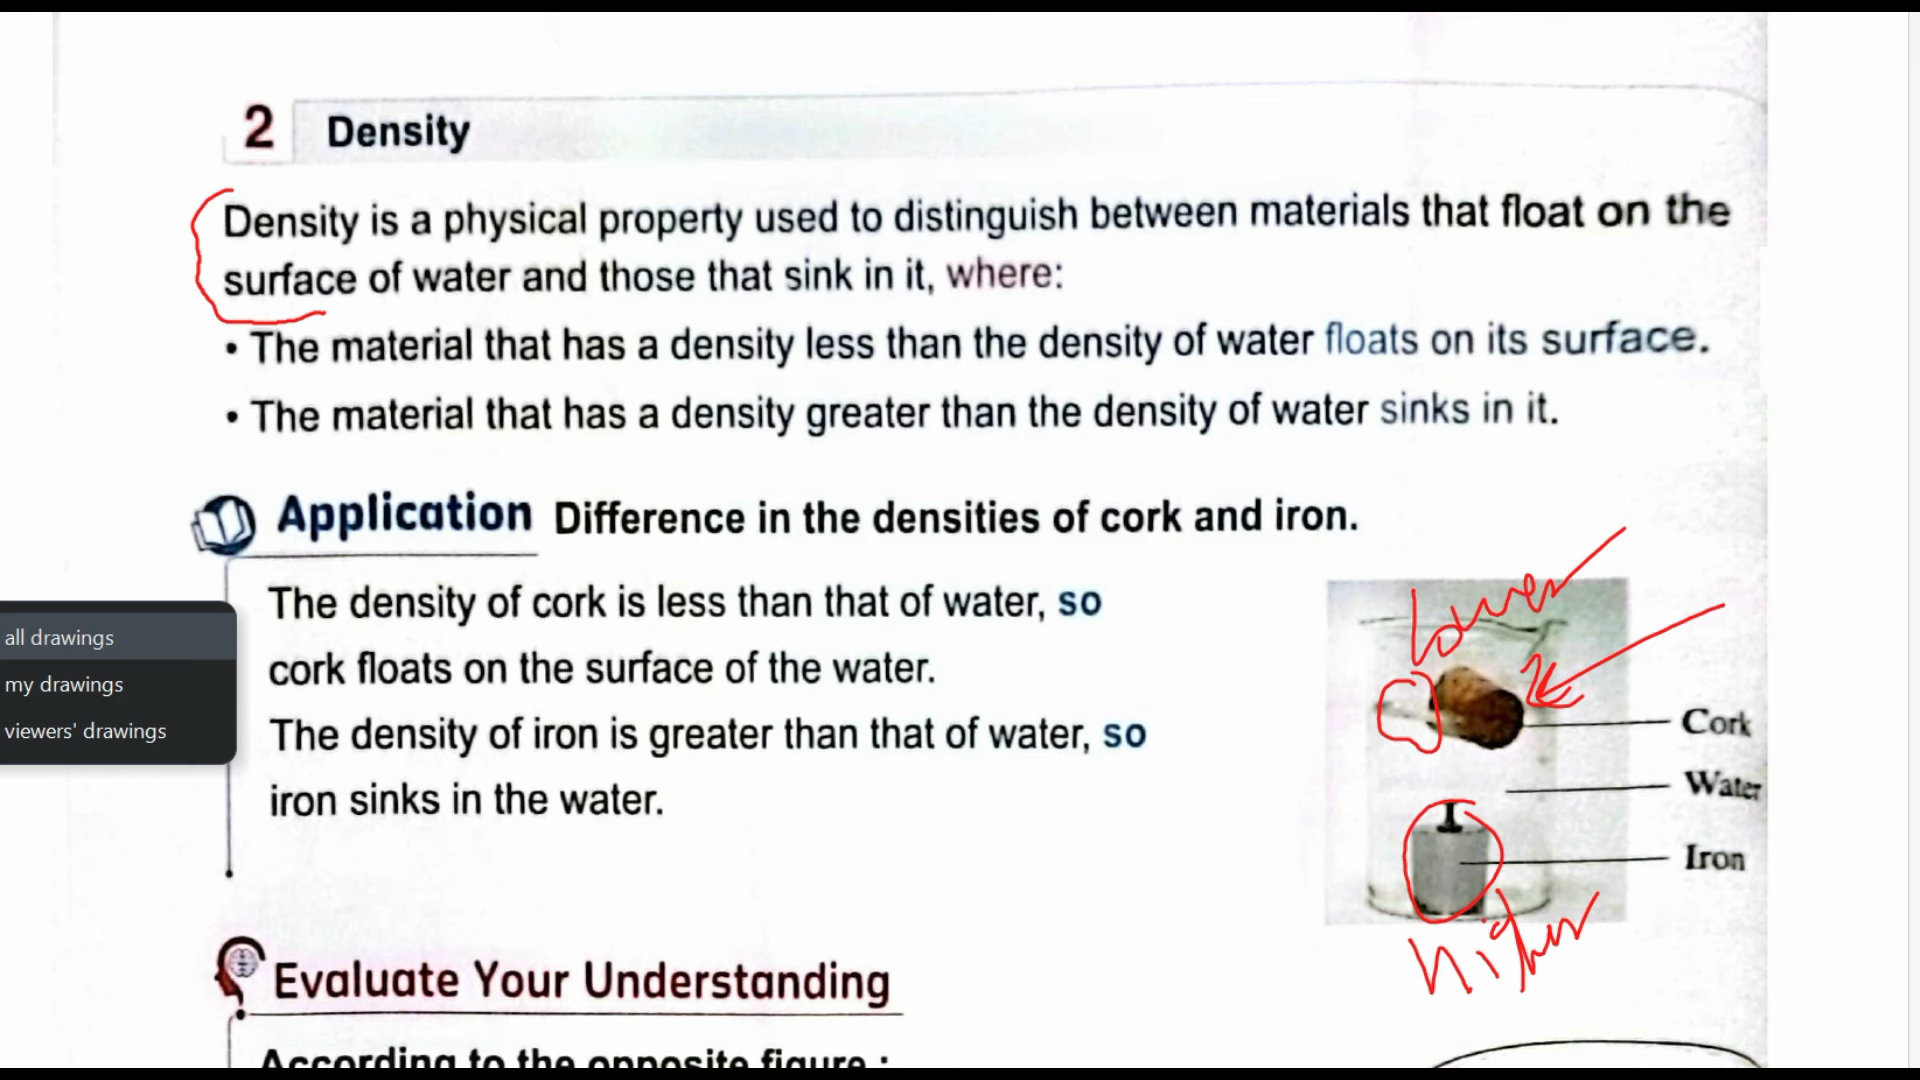 2 Density
Density is a physical property used to distinguish between materials that float on the
surface of water and those that sink in it, where:
• The material that has a density less than the density of water floats on its surface.
• The material that has a density greater than the density of water sinks in it.
Application Difference in the densities of cork and iron.
The density of cork is less than that of water, so
cork floats on the surface of the water.
The density of iron is greater than that of water, so
iron sinks in the water.
all drawings
my drawings
viewers' drawings
Lower
Cork
Water
Iron
Higher
Evaluate Your Understanding
According to the opposite figure :